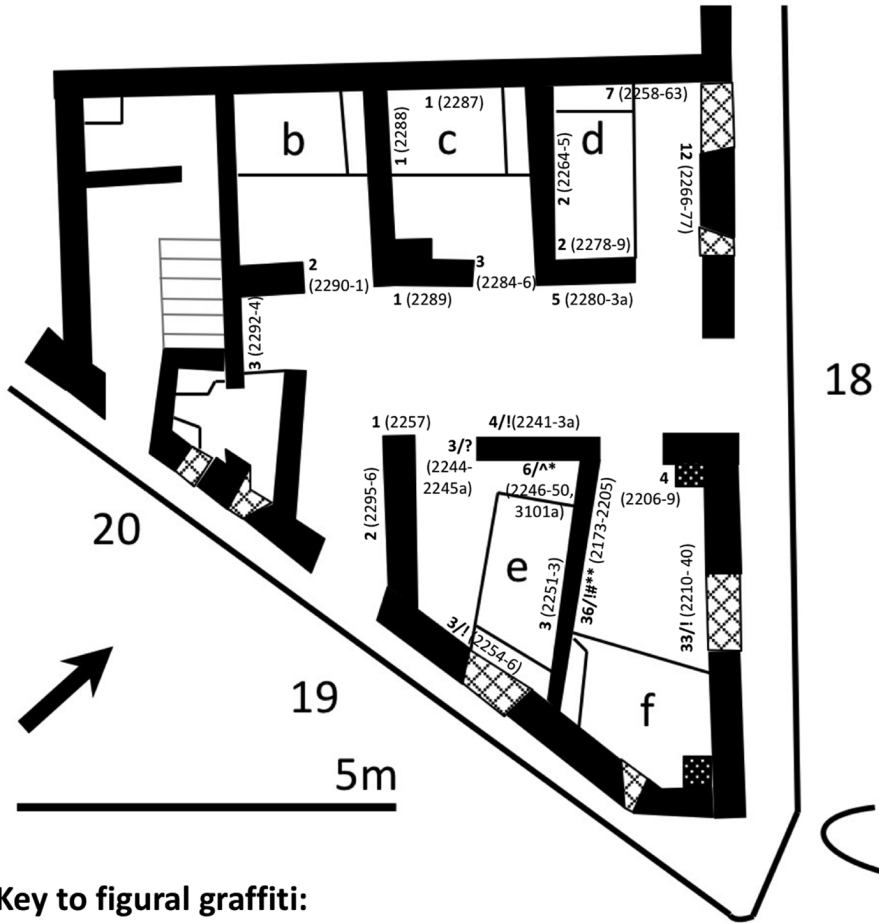 7 (2258-63)
1 (2287)
1 (2288)
b
c
d
2 (2264-5)
12 (2266-77)
2 (2278-9)
2
(2290-1)
3
(2284-6)
1 (2289)
5 (2280-3a)
3 (2292-4)
18
1 (2257)
4/!(2241-3a)
3/?
(2244-
2245a)
6/^*
(2246-50,
3101a)
4
(2206-9)
2 (2295-6)
36/!#** (2173-2205)
20
e
3 (2251-3)
33/! (2210- 40)
3/! (2254-6)
19
f
5m
Key to figural graffiti: